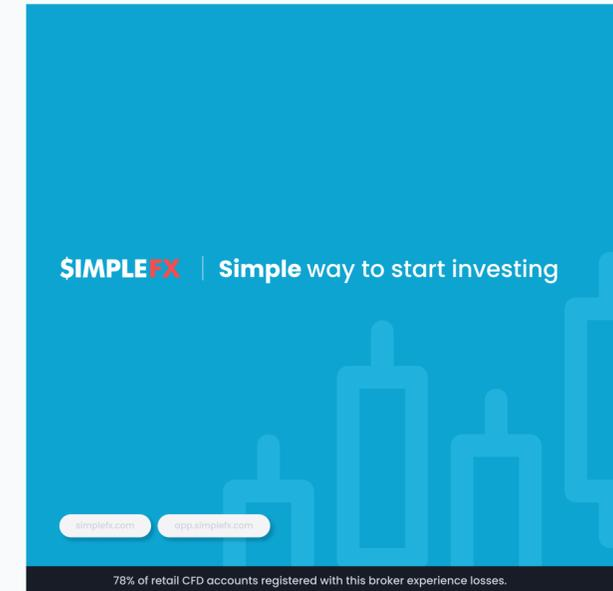 $IMPLEFX | Simple way to start investing
simplefx.com app.simplefx.com
78% of retail CFD accounts registered with this broker experience losses.